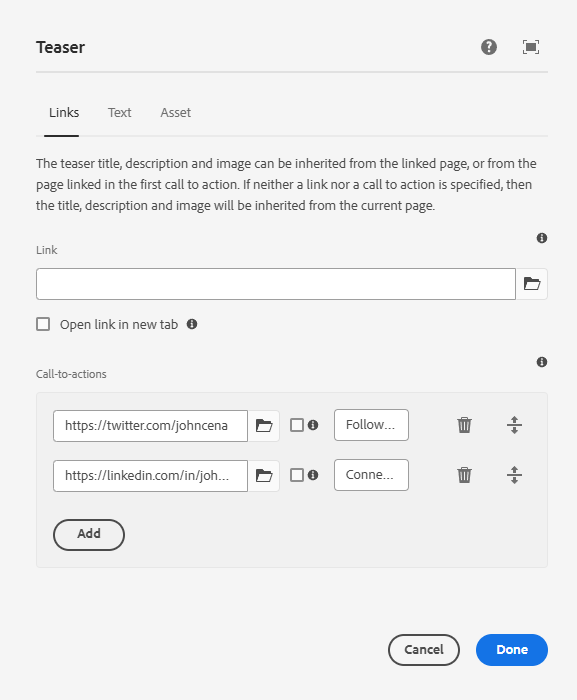 Teaser
Links Text Asset
The teaser title, description and image can be inherited from the linked page, or from the
page linked in the first call to action. If neither a link nor a call to action is specified, then
the title, description and image will be inherited from the current page.
Link
Open link in new tab
Call-to-actions
https://twitter.com/johncena Follow...
https://linkedin.com/in/joh... Conne...
Add
Cancel Done